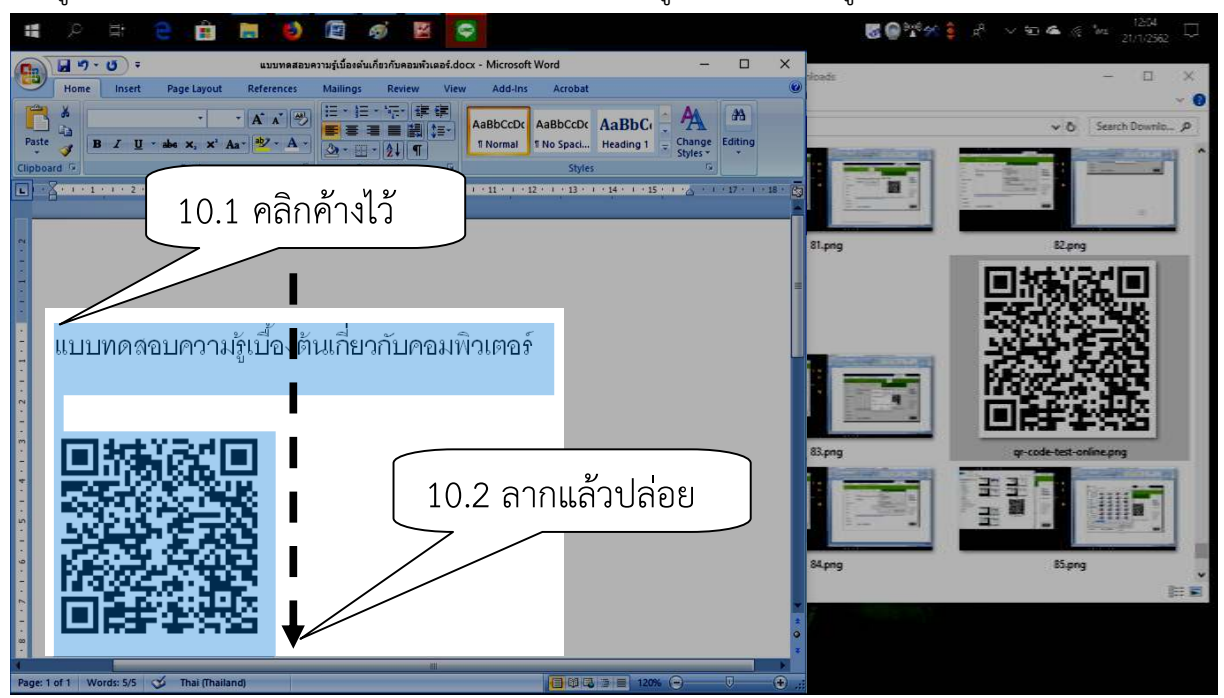 12:04
21/1/2562
แบบทดสอบความรู้เบื้องต้นเกี่ยวกับคอมพิวเตอร์.docx - Microsoft Word
Home Insert Page Layout References Mailings Review View Add-Ins Acrobat
Search Downlo...
Paste
B I U abc x₂ x² Aa A
AaBbCcDc AaBbCcDc AaBbC
¶ Normal ¶ No Spaci... Heading 1
Change Styles
Editing
Clipboard
Styles
10.1 คลิกค้างไว้
81.png
82.png
แบบทดสอบความรู้เบื้องต้นเกี่ยวกับคอมพิวเตอร์
83.png
qr-code-test-online.png
10.2 ลากแล้วปล่อย
84.png
85.png
Page: 1 of 1 Words: 5/5 Thai (Thailand) 120%